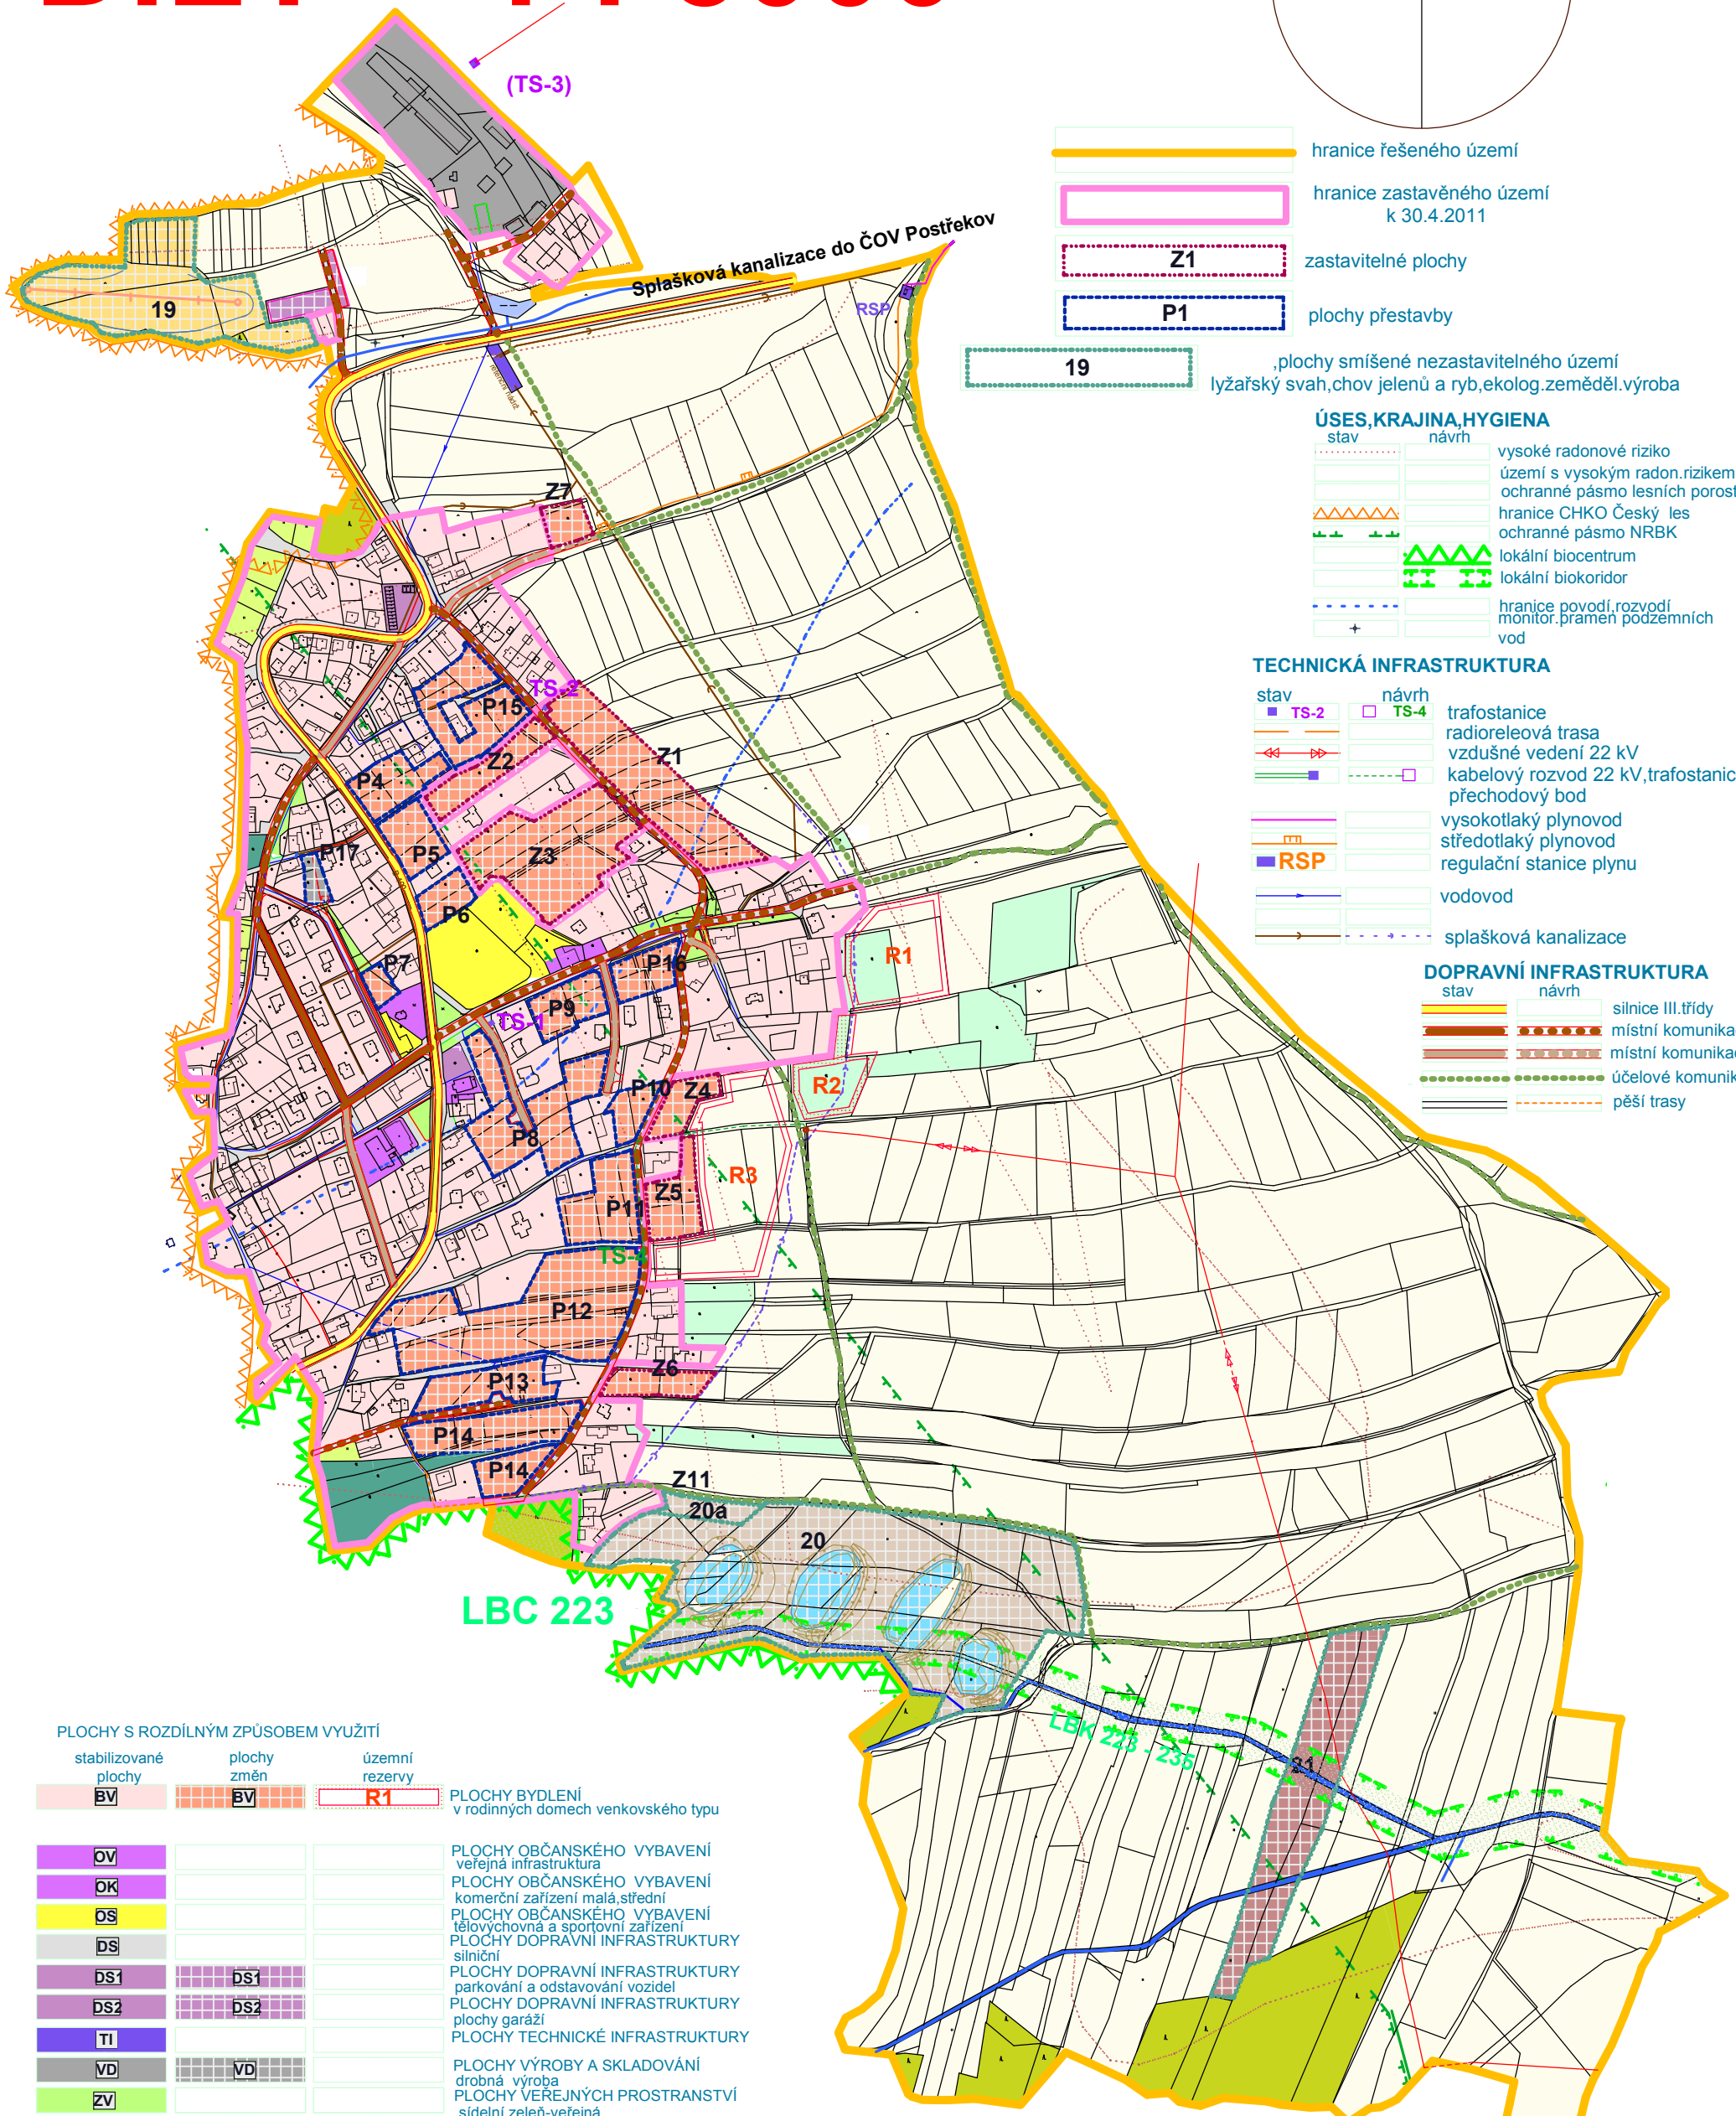 (TS-3)
hranice řešeného území
hranice zastavěného území
k 30.4.2011
Z1
zastavitelné plochy
P1
plochy přestavby
19
,plochy smíšené nezastavitelného území
lyžařský svah,chov jelenů a ryb,ekolog.zeměděl.výroba
Splašková kanalizace do ČOV Postřekov
RSP
19
ÚSES,KRAJINA,HYGIENA
stav návrh
vysoké radonové riziko
území s vysokým radon.rizikem
ochranné pásmo lesních porost
hranice CHKO Český les
ochranné pásmo NRBK
lokální biocentrum
lokální biokoridor
hranice povodí,rozvodí
monitor.pramen podzemních
vod
TECHNICKÁ INFRASTRUKTURA
stav návrh
TS-2 TS-4 trafostanice
radioreleová trasa
vzdušné vedení 22 kV
kabelový rozvod 22 kV,trafostanic
přechodový bod
vysokotlaký plynovod
středotlaký plynovod
RSP regulační stanice plynu
vodovod
splašková kanalizace
DOPRAVNÍ INFRASTRUKTURA
stav návrh
silnice III.třídy
místní komunika
místní komunika
účelové komunik
pěší trasy
Z7
TS-2
P15
Z1
Z2
P4
P17
P5
Z3
P6
P7
P16
R1
P9
TS-1
P10
Z4
R2
P8
R3
Z5
P11
TS-4
P12
Z6
P13
P14
P14
Z11
20a
20
LBC 223
LBK 223 - 235
21
PLOCHY S ROZDÍLNÝM ZPŮSOBEM VYUŽITÍ
stabilizované plochy územní
plochy změn rezervy
BV BV R1 PLOCHY BYDLENÍ
v rodinných domech venkovského typu
OV PLOCHY OBČANSKÉHO VYBAVENÍ
veřejná infrastruktura
OK PLOCHY OBČANSKÉHO VYBAVENÍ
komerční zařízení malá,střední
OS PLOCHY OBČANSKÉHO VYBAVENÍ
tělovýchovná a sportovní zařízení
DS PLOCHY DOPRAVNÍ INFRASTRUKTURY
silniční
DS1 DS1 PLOCHY DOPRAVNÍ INFRASTRUKTURY
parkování a odstavování vozidel
DS2 DS2 PLOCHY DOPRAVNÍ INFRASTRUKTURY
plochy garáží
TI PLOCHY TECHNICKÉ INFRASTRUKTURY
VD VD PLOCHY VÝROBY A SKLADOVÁNÍ
drobná výroba
ZV PLOCHY VEŘEJNÝCH PROSTRANSTVÍ
sídelní zeleň-veřejná